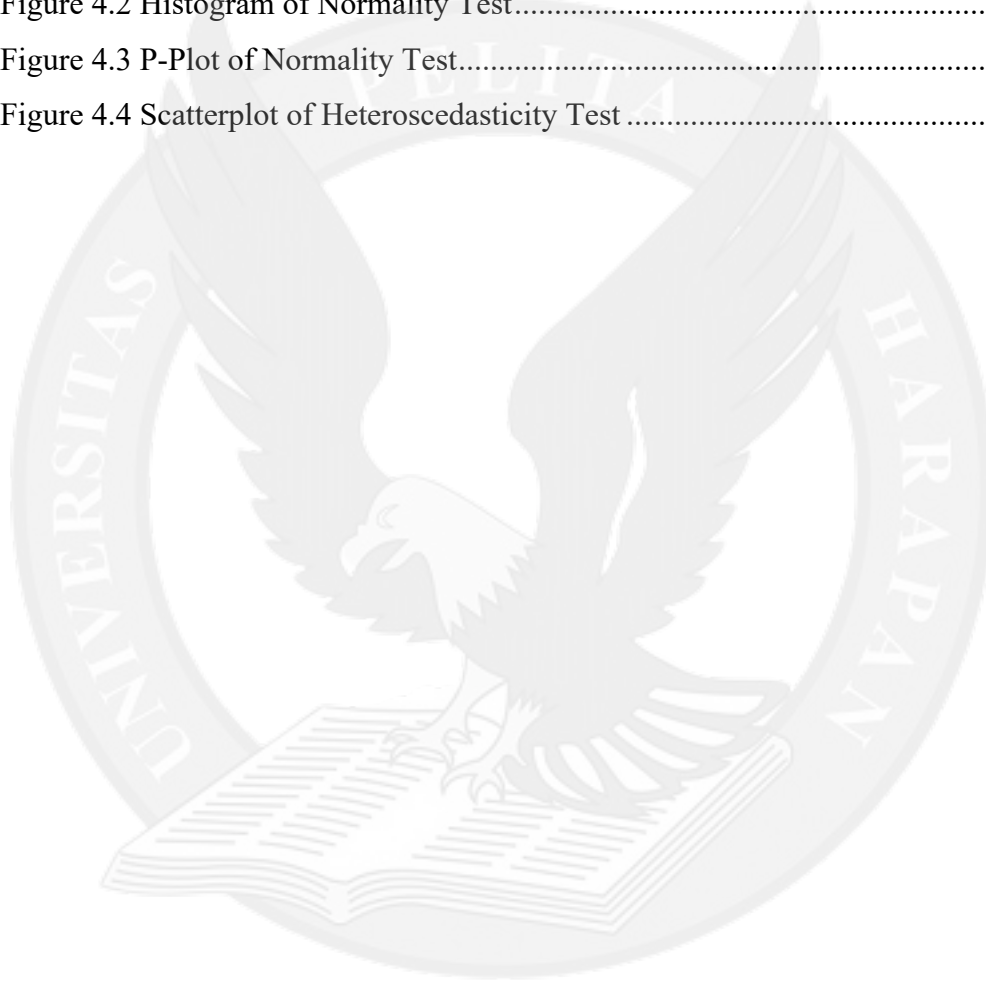 Figure 4.2 Histogram of Normality Test........................................................
Figure 4.3 P-Plot of Normality Test...............................................................
Figure 4.4 Scatterplot of Heteroscedasticity Test ..........................................
UNIVERSITAS PELITA HARAPAN